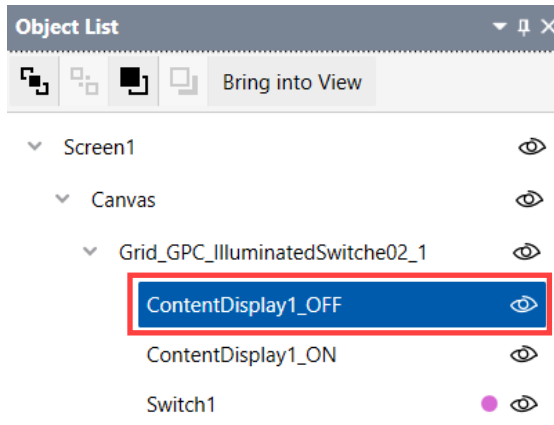 Object List
Bring into View
Screen1
Canvas
Grid_GPC_IlluminatedSwitche02_1
ContentDisplay1_OFF
ContentDisplay1_ON
Switch1